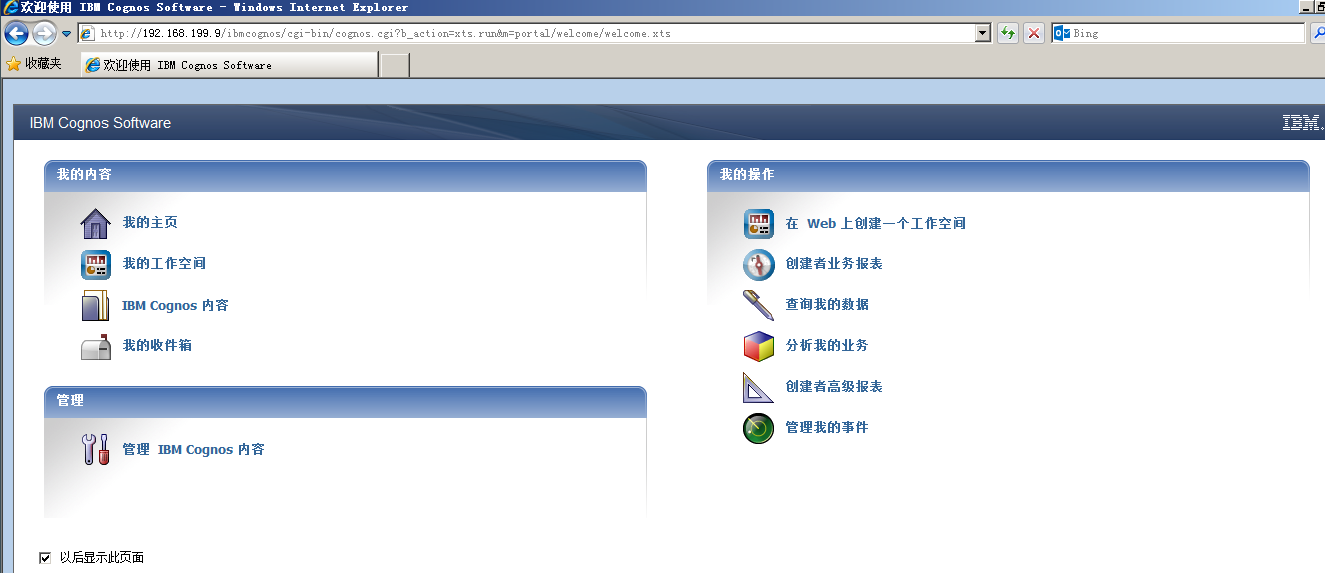 欢迎使用 IBM Cognos Software - Windows Internet Explorer
http://192.168.199.9/ibmcognos/cgi-bin/cognos.cgi?b_action=xts.run&m=portal/welcome/welcome.xts
Bing
收藏夹
欢迎使用 IBM Cognos Software
IBM Cognos Software
IBM.
我的内容
我的主页
我的工作空间
IBM Cognos 内容
我的收件箱
管理
管理 IBM Cognos 内容
我的操作
在 Web 上创建一个工作空间
创建者业务报表
查询我的数据
分析我的业务
创建者高级报表
管理我的事件
以后显示此页面